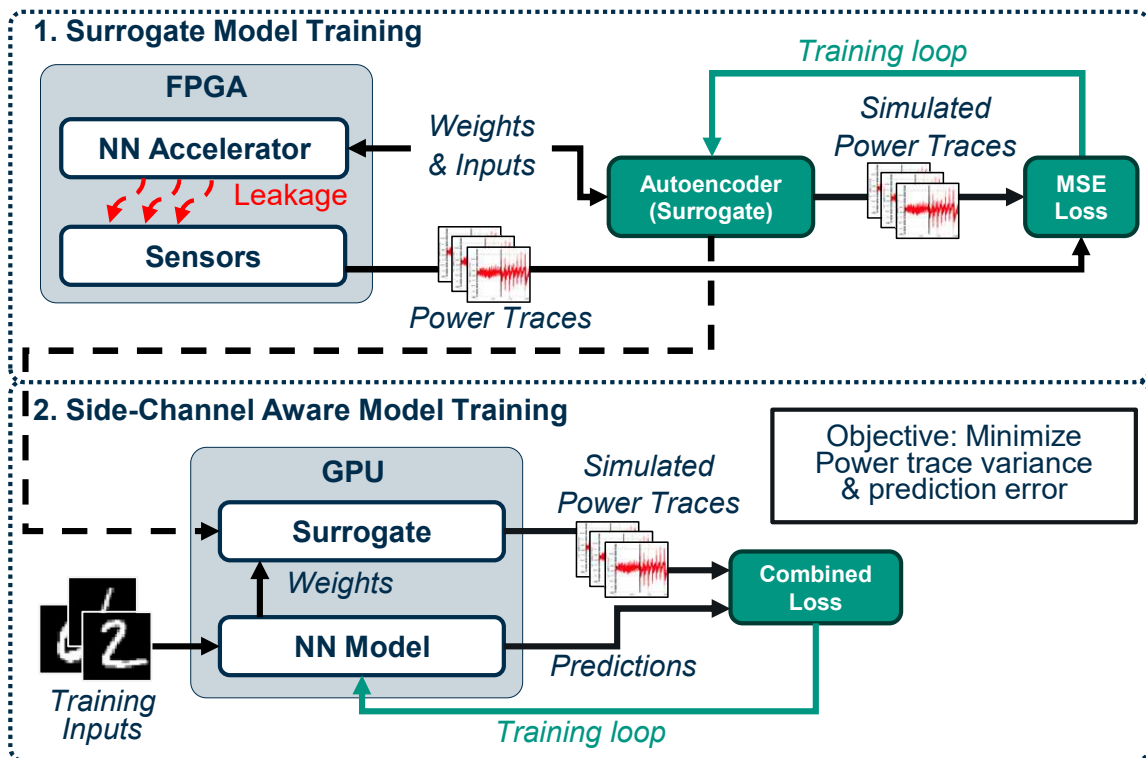 1. Surrogate Model Training
FPGA
NN Accelerator
Leakage
Sensors
Weights
& Inputs
Power Traces
Training loop
Autoencoder
(Surrogate)
Simulated
Power Traces
MSE
Loss
2. Side-Channel Aware Model Training
GPU
Surrogate
Weights
NN Model
2
Training
Inputs
Simulated
Power Traces
Predictions
Combined
Loss
Training loop
Objective: Minimize
Power trace variance
& prediction error